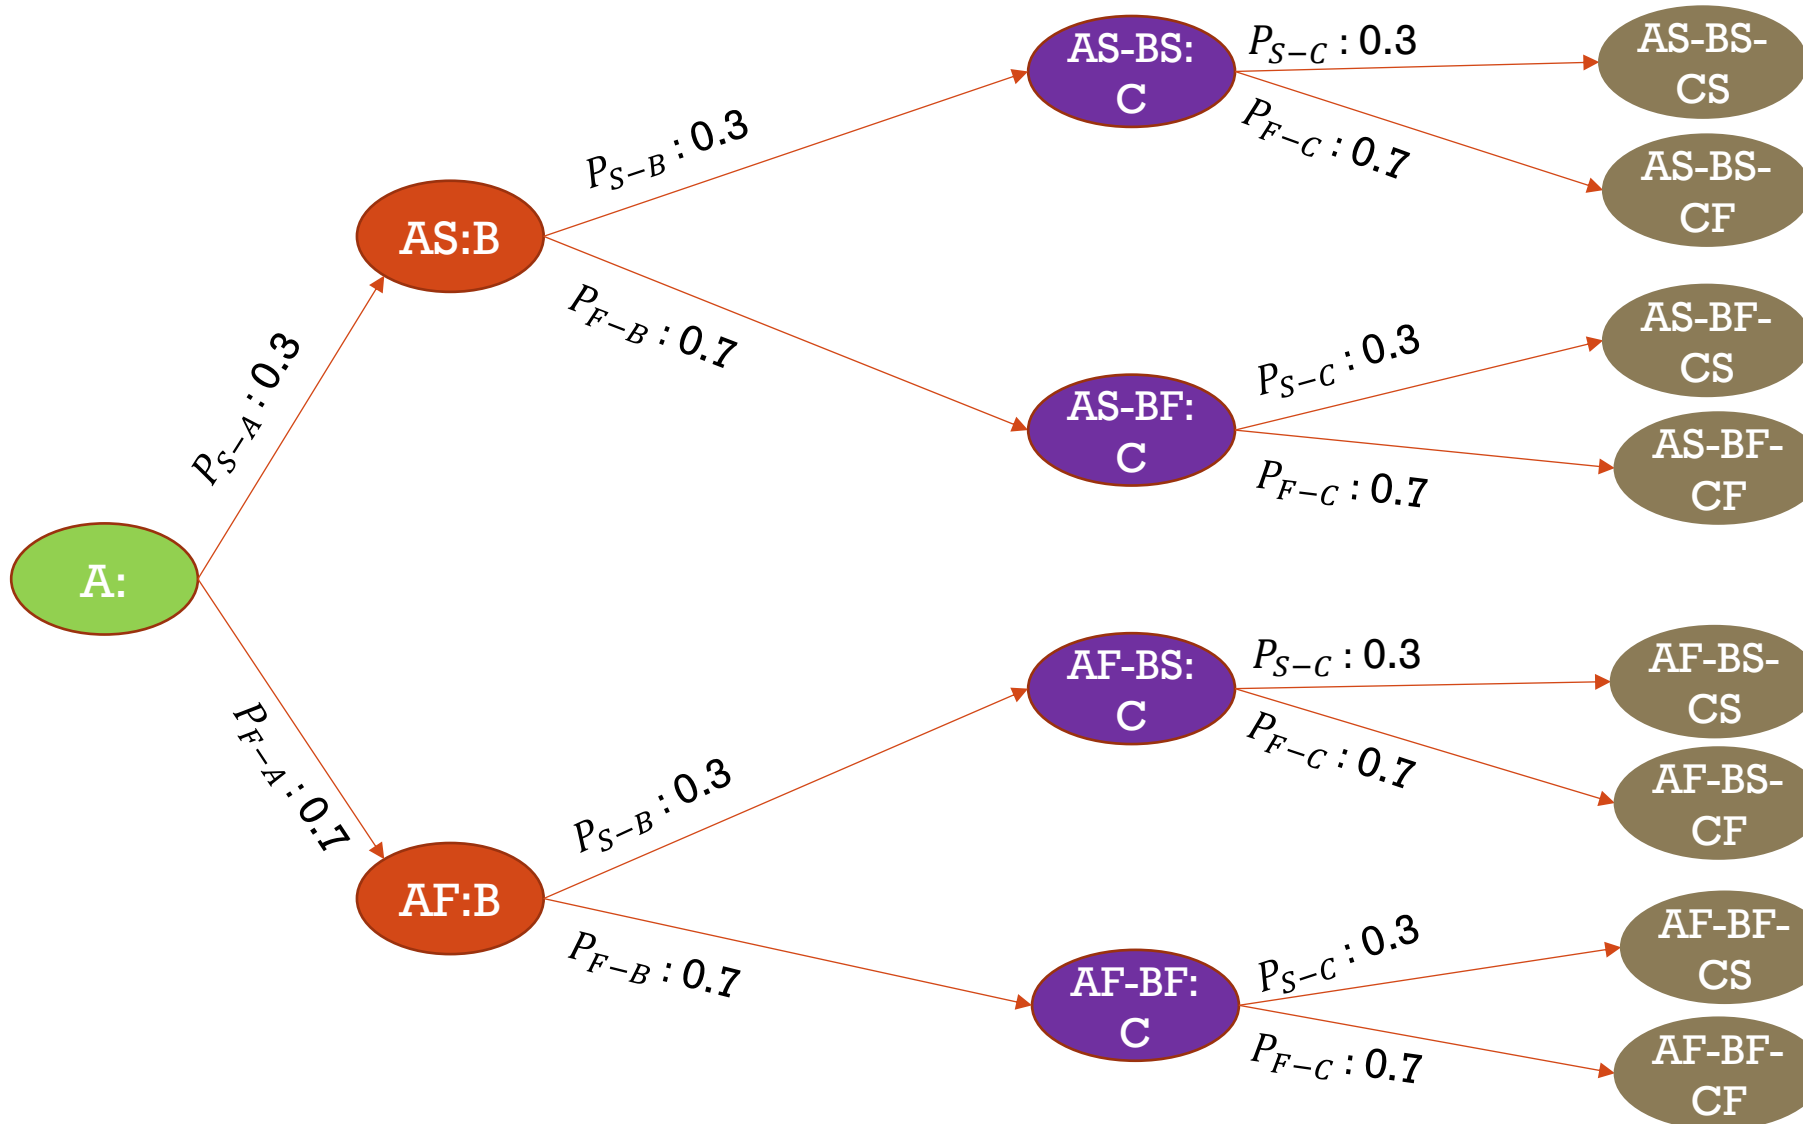 AS-BS:
C
P_{S-C} : 0.3
AS-BS-
CS
P_{F-C} : 0.7
AS-BS-
CF
P_{S-B} : 0.3
AS:B
P_{F-B} : 0.7
AS-BF:
C
P_{S-C} : 0.3
AS-BF-
CS
P_{F-C} : 0.7
AS-BF-
CF
P_{S-A} : 0.3
A:
P_{F-A} : 0.7
AF-BS:
C
P_{S-C} : 0.3
AF-BS-
CS
P_{F-C} : 0.7
AF-BS-
CF
P_{S-B} : 0.3
AF:B
P_{F-B} : 0.7
AF-BF:
C
P_{S-C} : 0.3
AF-BF-
CS
P_{F-C} : 0.7
AF-BF-
CF